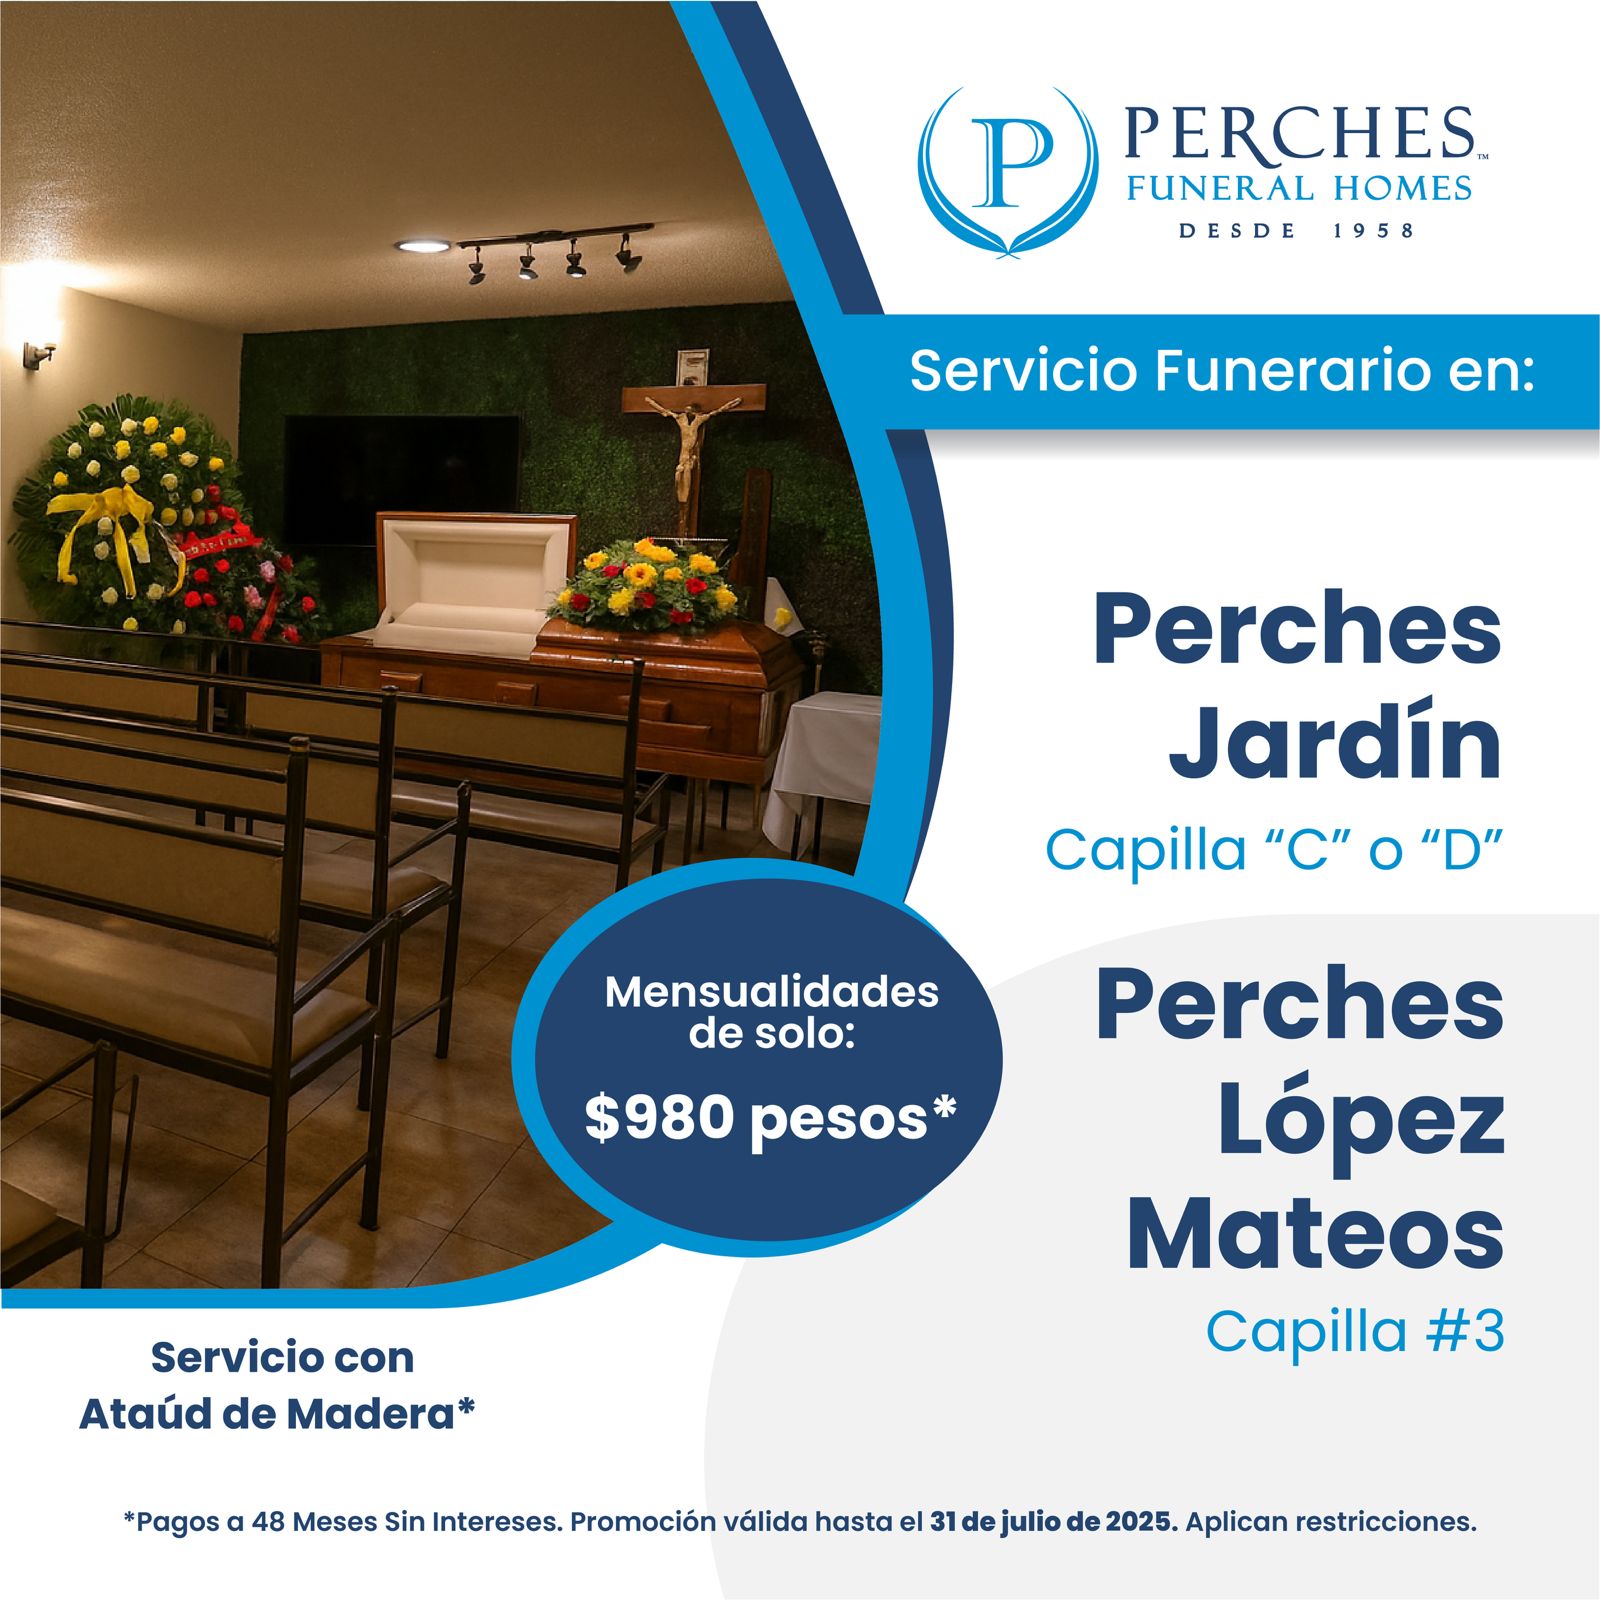 P
PERCHES™
FUNERAL HOMES
DESDE 1958
Servicio Funerario en:
Perches
Jardín
Capilla “C” o “D”
Mensualidades
de solo:
$980 pesos*
Perches
López
Mateos
Capilla #3
Servicio con
Ataúd de Madera*
*Pagos a 48 Meses Sin Intereses. Promoción válida hasta el 31 de julio de 2025. Aplican restricciones.